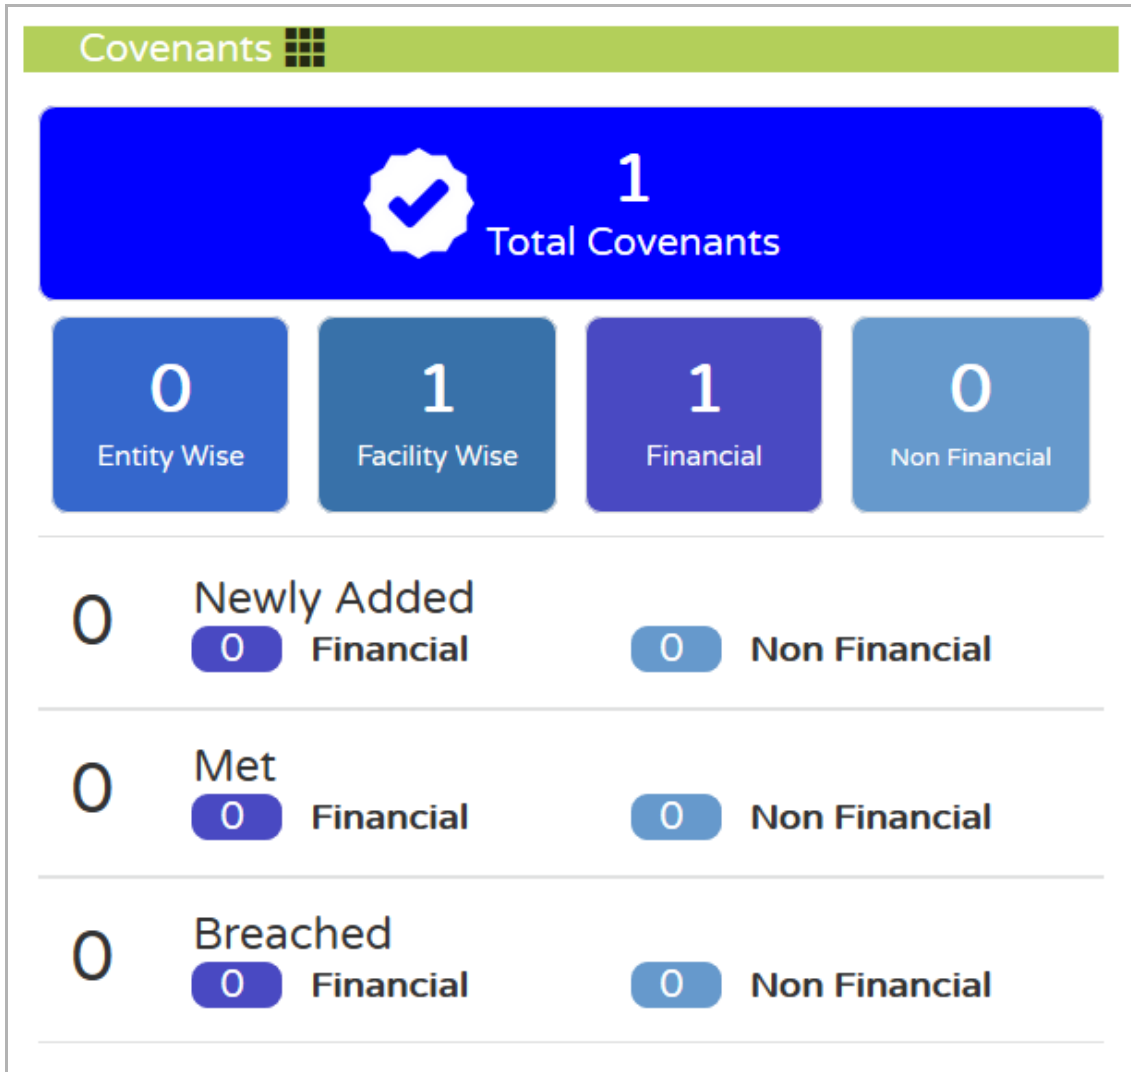 Covenants
1
Total Covenants
0
Entity Wise
1
Facility Wise
1
Financial
0
Non Financial
0
Newly Added
0 Financial 0 Non Financial
0
Met
0 Financial 0 Non Financial
0
Breached
0 Financial 0 Non Financial